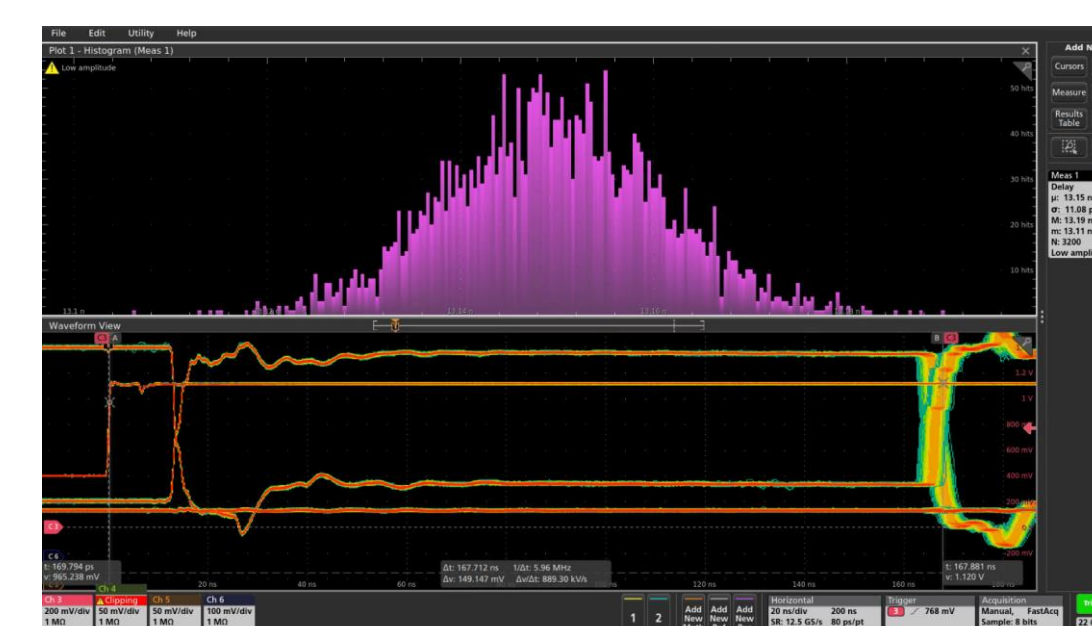 File Edit Utility Help
Plot 1 - Histogram (Meas 1)
Low amplitude
50 hits
40 hits
30 hits
20 hits
10 hits
13.1 n
13.14 n
13.16 n
Add N
Cursors
Measure
Results
Table
Meas 1
Delay
μ: 13.15 n
σ: 11.08 p
M: 13.19 n
m: 13.11 n
N: 3200
Low ampli
Waveform View
C3 A
B C3
1.2 V
1 V
800 mV
600 mV
400 mV
200 mV
0
-200 mV
C3
C6
t: 169.794 ps
v: 965.238 mV
Δt: 167.712 ns 1/Δt: 5.96 MHz
Δv: 149.147 mV Δv/Δt: 889.30 kV/s
t: 167.881 ns
v: 1.120 V
20 ns
40 ns
60 ns
120 ns
140 ns
160 ns
Ch 3
200 mV/div
1 MΩ
Ch 4
Clipping
50 mV/div
1 MΩ
Ch 5
50 mV/div
1 MΩ
Ch 6
100 mV/div
1 MΩ
1 2
Add Add Add
New New New
Horizontal
20 ns/div 200 ns
SR: 12.5 GS/s 80 ps/pt
Trigger
3 768 mV
Acquisition
Manual, FastAcq
Sample: 8 bits